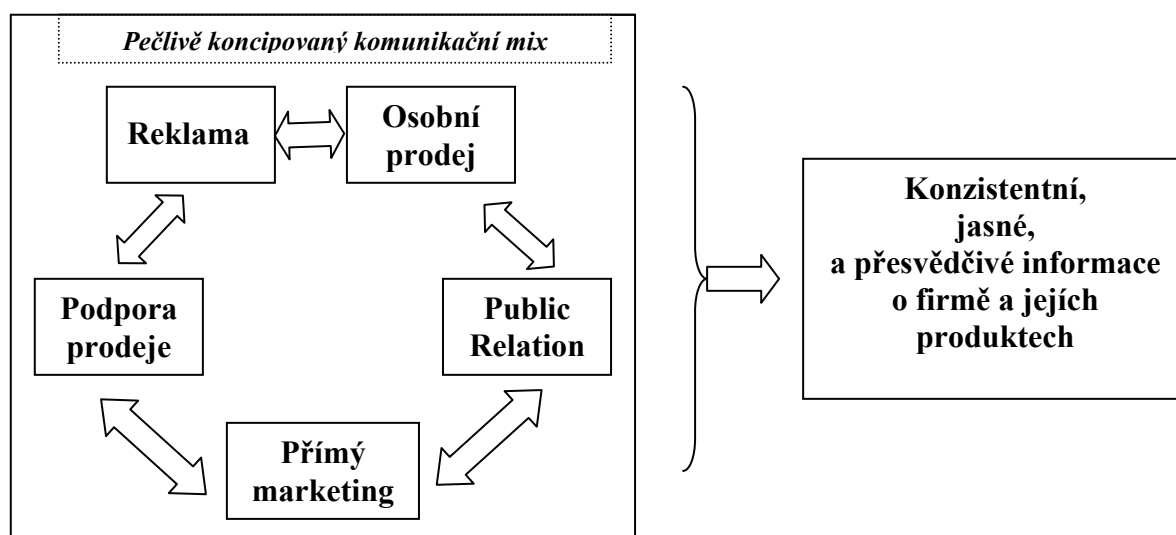 Pečlivě koncipovaný komunikační mix
Reklama
Osobní
prodej
Podpora
prodeje
Public
Relation
Přímý
marketing
Konzistentní,
jasné,
a přesvědčivé informace
o firmě a jejích
produktech